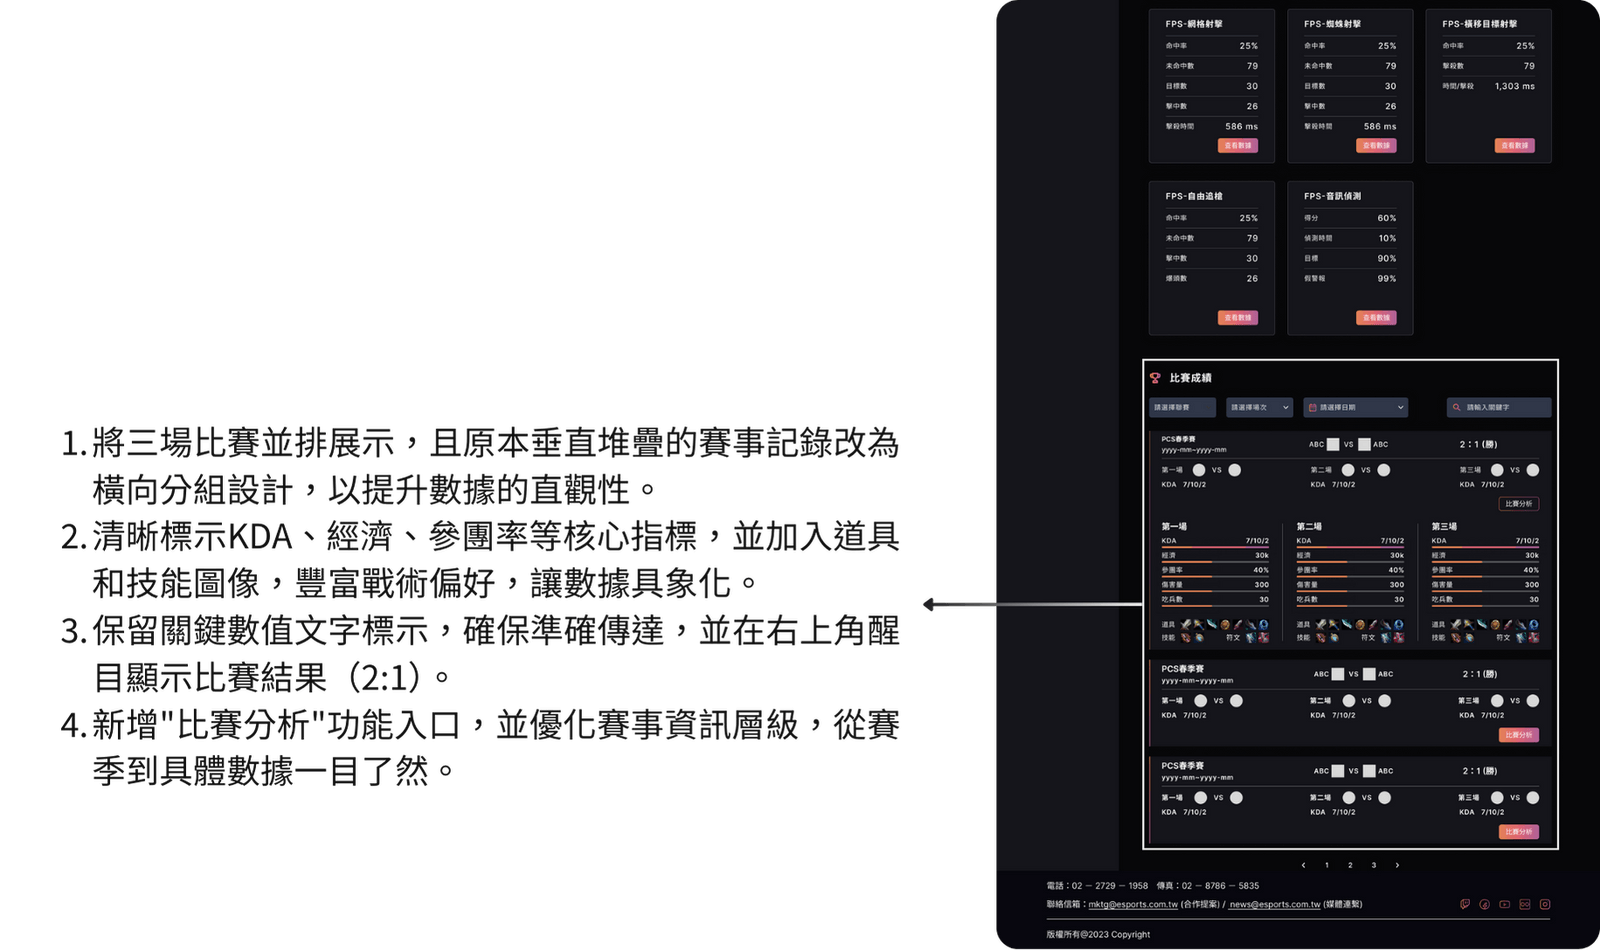 1. 將三場比賽並排展示，且原本垂直堆疊的賽事記錄改為
橫向分組設計，以提升數據的直觀性。
2. 清晰標示KDA、經濟、參團率等核心指標，並加入道具
和技能圖像，豐富戰術偏好，讓數據具象化。
3. 保留關鍵數值文字標示，確保準確傳達，並在右上角醒
目顯示比賽結果（2:1）。
4. 新增"比賽分析"功能入口，並優化賽事資訊層級，從賽
季到具體數據一目了然。
FPS-網格射擊
命中率 25%
未命中數 79
目標數 30
擊中數 26
擊殺時間 586 ms
查看數據
FPS-蜘蛛射擊
命中率 25%
未命中數 79
目標數 30
擊中數 26
擊殺時間 586 ms
查看數據
FPS-橫移目標射擊
命中率 25%
擊殺數 79
時間/擊殺 1,303 ms
查看數據
FPS-自由追槍
命中率 25%
未命中數 79
擊中數 30
爆頭數 26
查看數據
FPS-音訊偵測
得分 60%
偵測時間 10%
目標 90%
假警報 99%
查看數據
比賽成績
請選擇聯賽 請選擇場次 請選擇日期 請輸入關鍵字
PCS春季賽
yyyy-mm~yyyy-mm
ABC VS ABC
2：1 (勝)
第一場 VS 第二場 VS 第三場 VS
KDA 7/10/2 KDA 7/10/2 KDA 7/10/2
比賽分析
第一場
KDA 7/10/2
經濟 30k
參團率 40%
傷害量 300
吃兵數 30
道具
技能 符文
第二場
KDA 7/10/2
經濟 30k
參團率 40%
傷害量 300
吃兵數 30
道具
技能 符文
第三場
KDA 7/10/2
經濟 30k
參團率 40%
傷害量 300
吃兵數 30
道具
技能 符文
PCS春季賽
yyyy-mm~yyyy-mm
ABC VS ABC
2：1 (勝)
第一場 VS 第二場 VS 第三場 VS
KDA 7/10/2 KDA 7/10/2 KDA 7/10/2
比賽分析
PCS春季賽
yyyy-mm~yyyy-mm
ABC VS ABC
2：1 (勝)
第一場 VS 第二場 VS 第三場 VS
KDA 7/10/2 KDA 7/10/2 KDA 7/10/2
比賽分析
‹ 1 2 3 ›
電話：02 － 2729 － 1958 傳真：02 － 8786 － 5835
聯絡信箱：mktg@esports.com.tw (合作提案) / news@esports.com.tw (媒體連繫)
版權所有@2023 Copyright